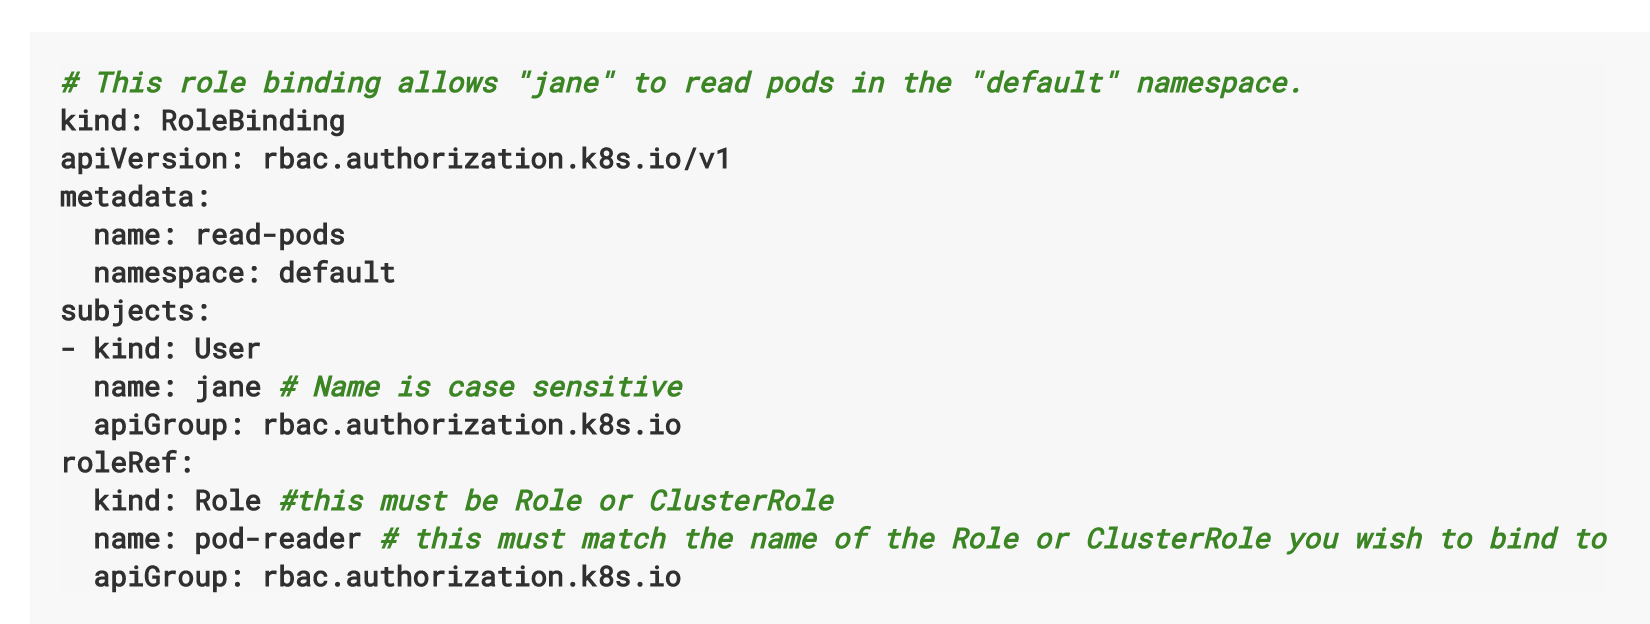 # This role binding allows "jane" to read pods in the "default" namespace.
kind: RoleBinding
apiVersion: rbac.authorization.k8s.io/v1
metadata:
  name: read-pods
  namespace: default
subjects:
- kind: User
  name: jane # Name is case sensitive
  apiGroup: rbac.authorization.k8s.io
roleRef:
  kind: Role #this must be Role or ClusterRole
  name: pod-reader # this must match the name of the Role or ClusterRole you wish to bind to
  apiGroup: rbac.authorization.k8s.io